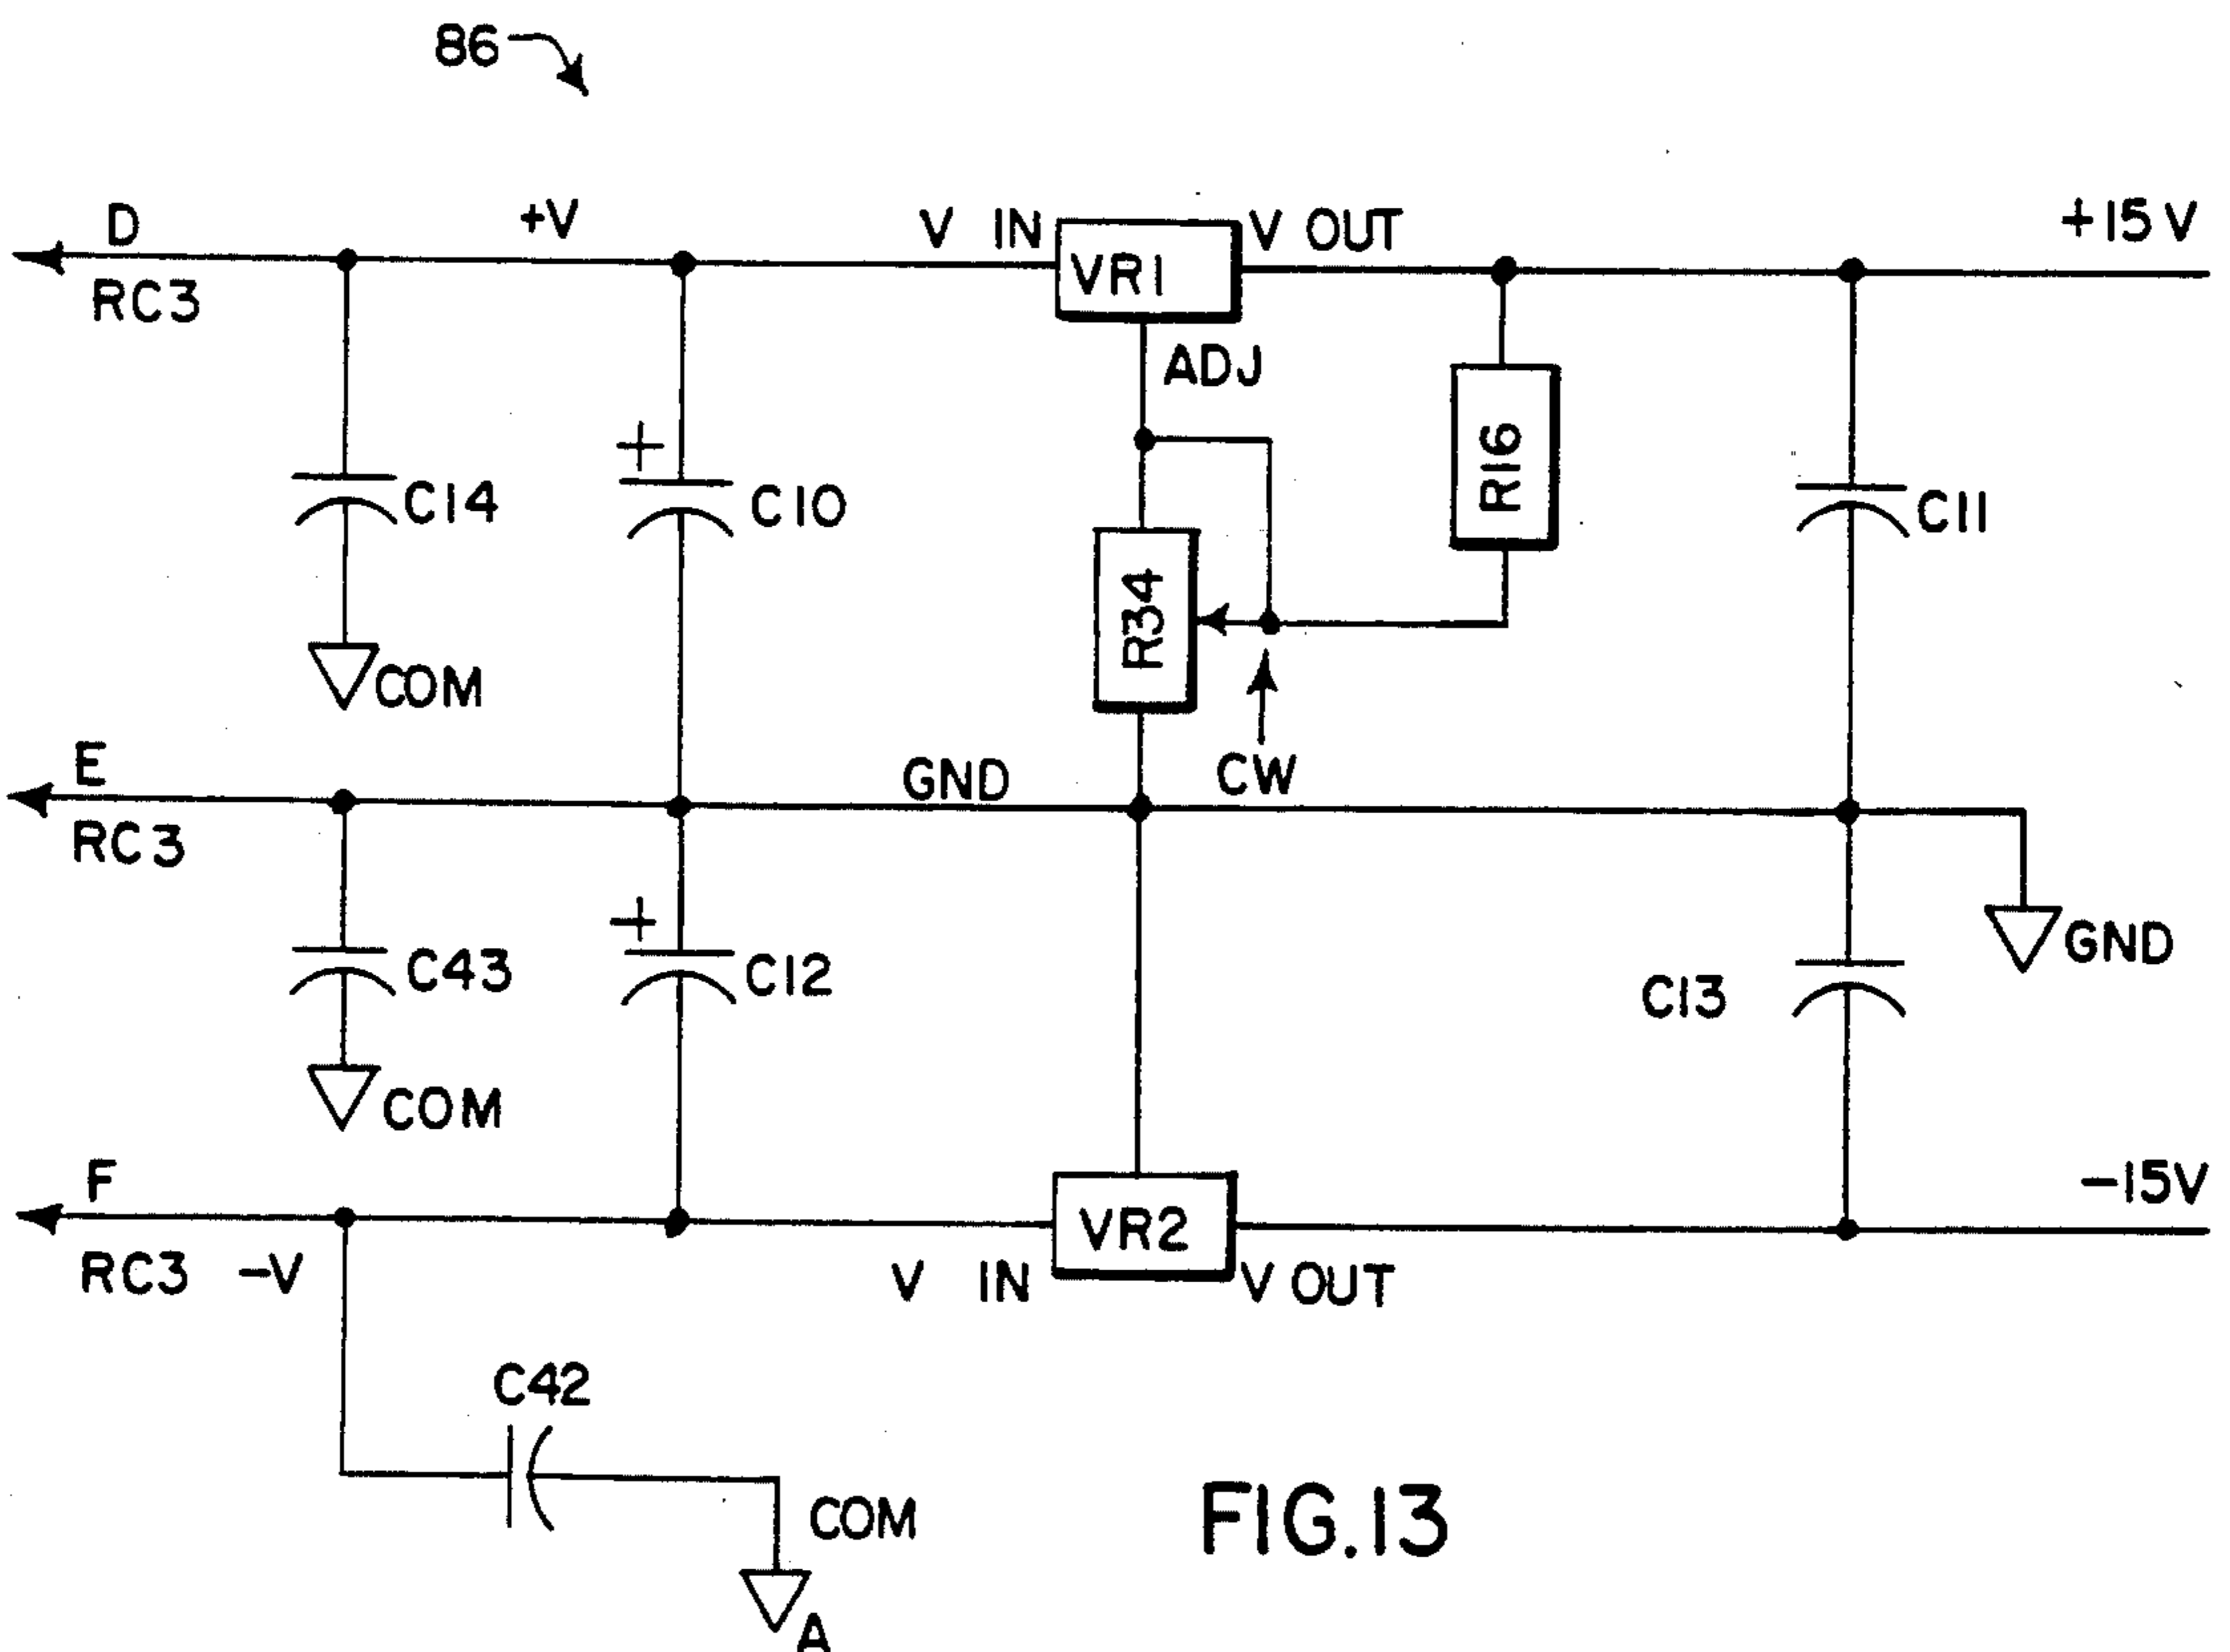 86
D
+V
V IN
V OUT
+15V
RC3
VR1
ADJ
R16
C14
C10
C11
R34
COM
E
GND
CW
RC3
C43
C12
GND
C13
COM
F
-15V
RC3
-V
V IN
VR2
V OUT
C42
COM
FIG.13
A